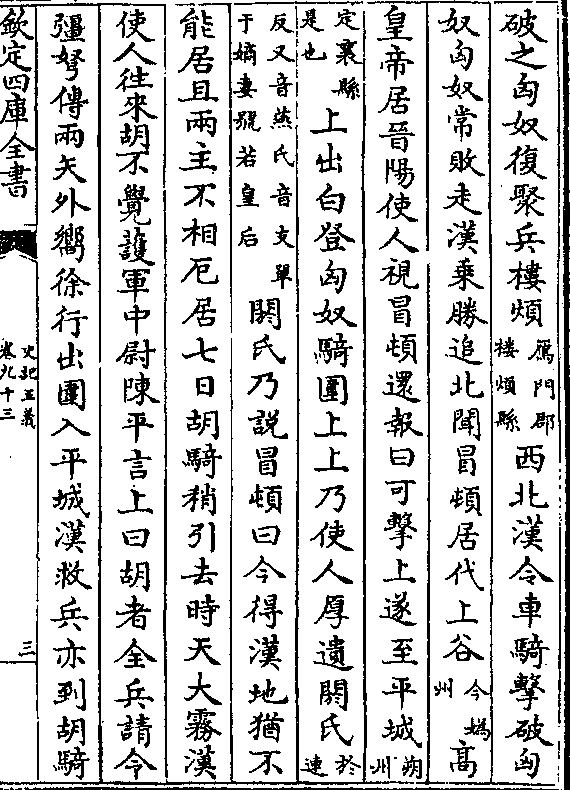 破之匈奴復聚兵樓煩鴈門郡樓煩縣西北漢令車騎擊破匈
奴匈奴常敗走漢乗勝追北聞冒頓居代上谷今媯州髙
皇帝居晉陽使人視冒頓還報曰可擊上遂至平城朔州
定襄縣是也上出白登匈奴騎圍上上乃使人厚遺閼氏於連
反又音燕氏音支單于嫡妻號若皇后閼氏乃說冒頓曰今得漢地猶不
能居且兩主不相厄居七日胡騎稍引去時天大霧漢
使人往來胡不覺䕶軍中尉陳平言上曰胡者全兵請令
彊弩傅兩矢外嚮徐行出圍入平城漢救兵亦到胡騎
欽定四庫全書
史記正義
卷九十三
三